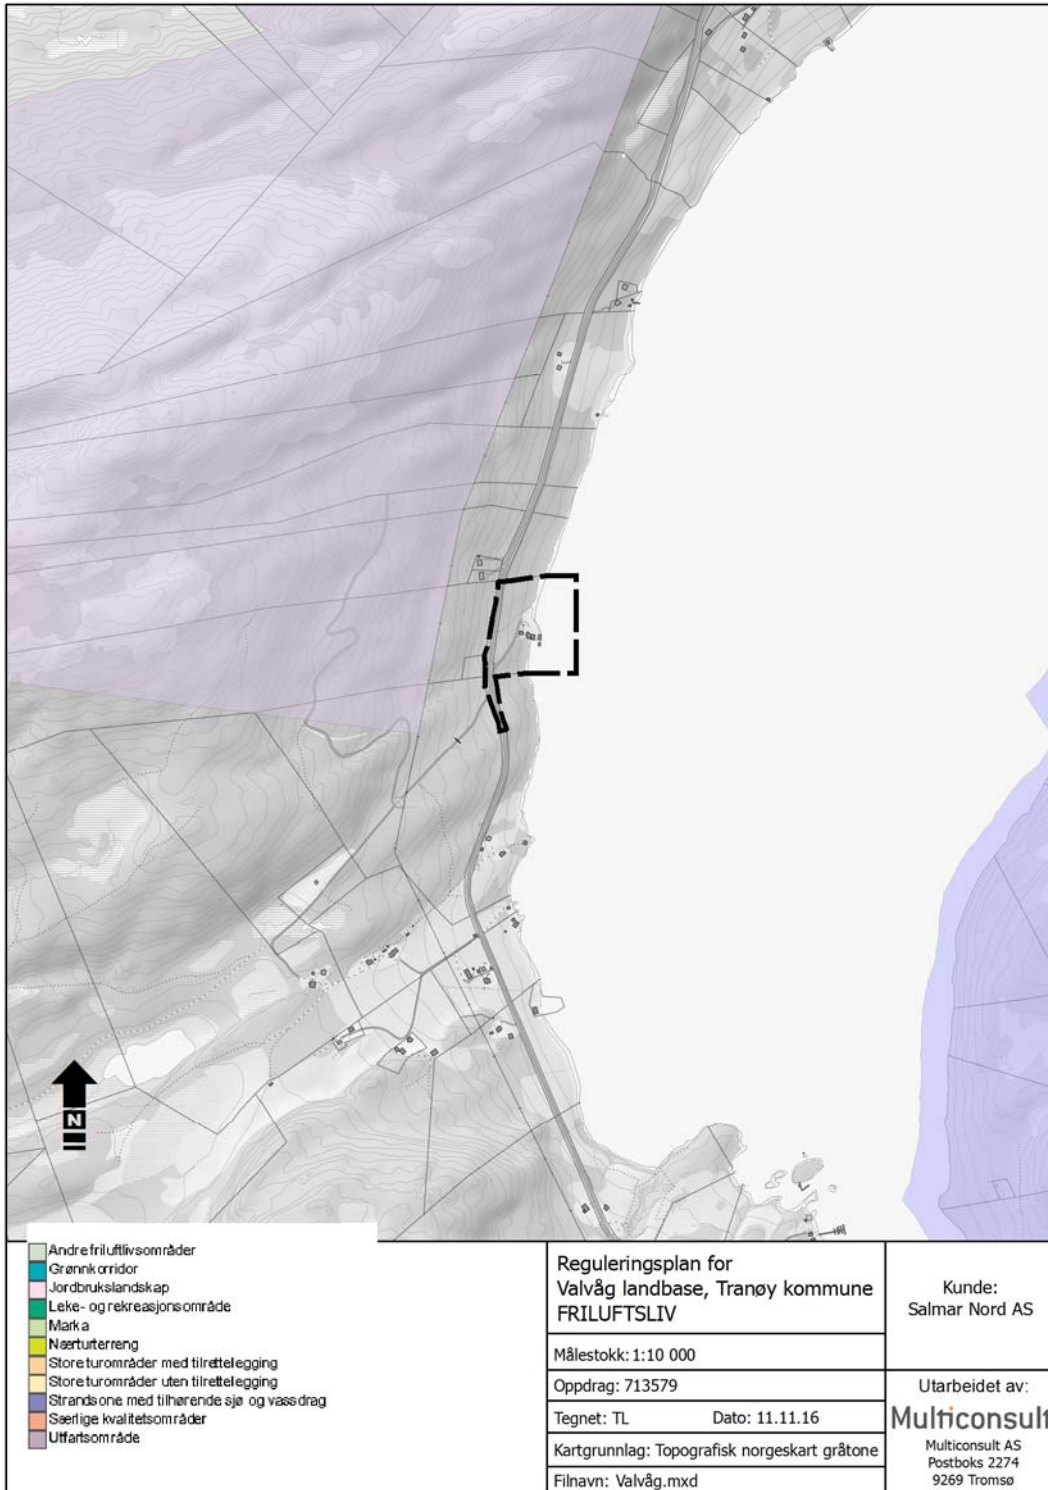 N
Andre friluftlivsområder
Grønnkorridor
Jordbrukslandskap
Leke- og rekreasjonsområde
Marka
Nærturterreng
Store turområder med tilrettelegging
Store turområder uten tilrettelegging
Strandsone med tilhørende sjø og vassdrag
Særlige kvalitetsområder
Utfartsområde
Reguleringsplan for
Valvåg landbase, Tranøy kommune
FRILUFTSLIV
Målestokk: 1:10 000
Oppdrag: 713579
Tegnet: TL Dato: 11.11.16
Kartgrunnlag: Topografisk norgeskart gråtone
Filnavn: Valvåg.mxd
Kunde:
Salmar Nord AS
Utarbeidet av:
Multiconsult
Multiconsult AS
Postboks 2274
9269 Tromsø